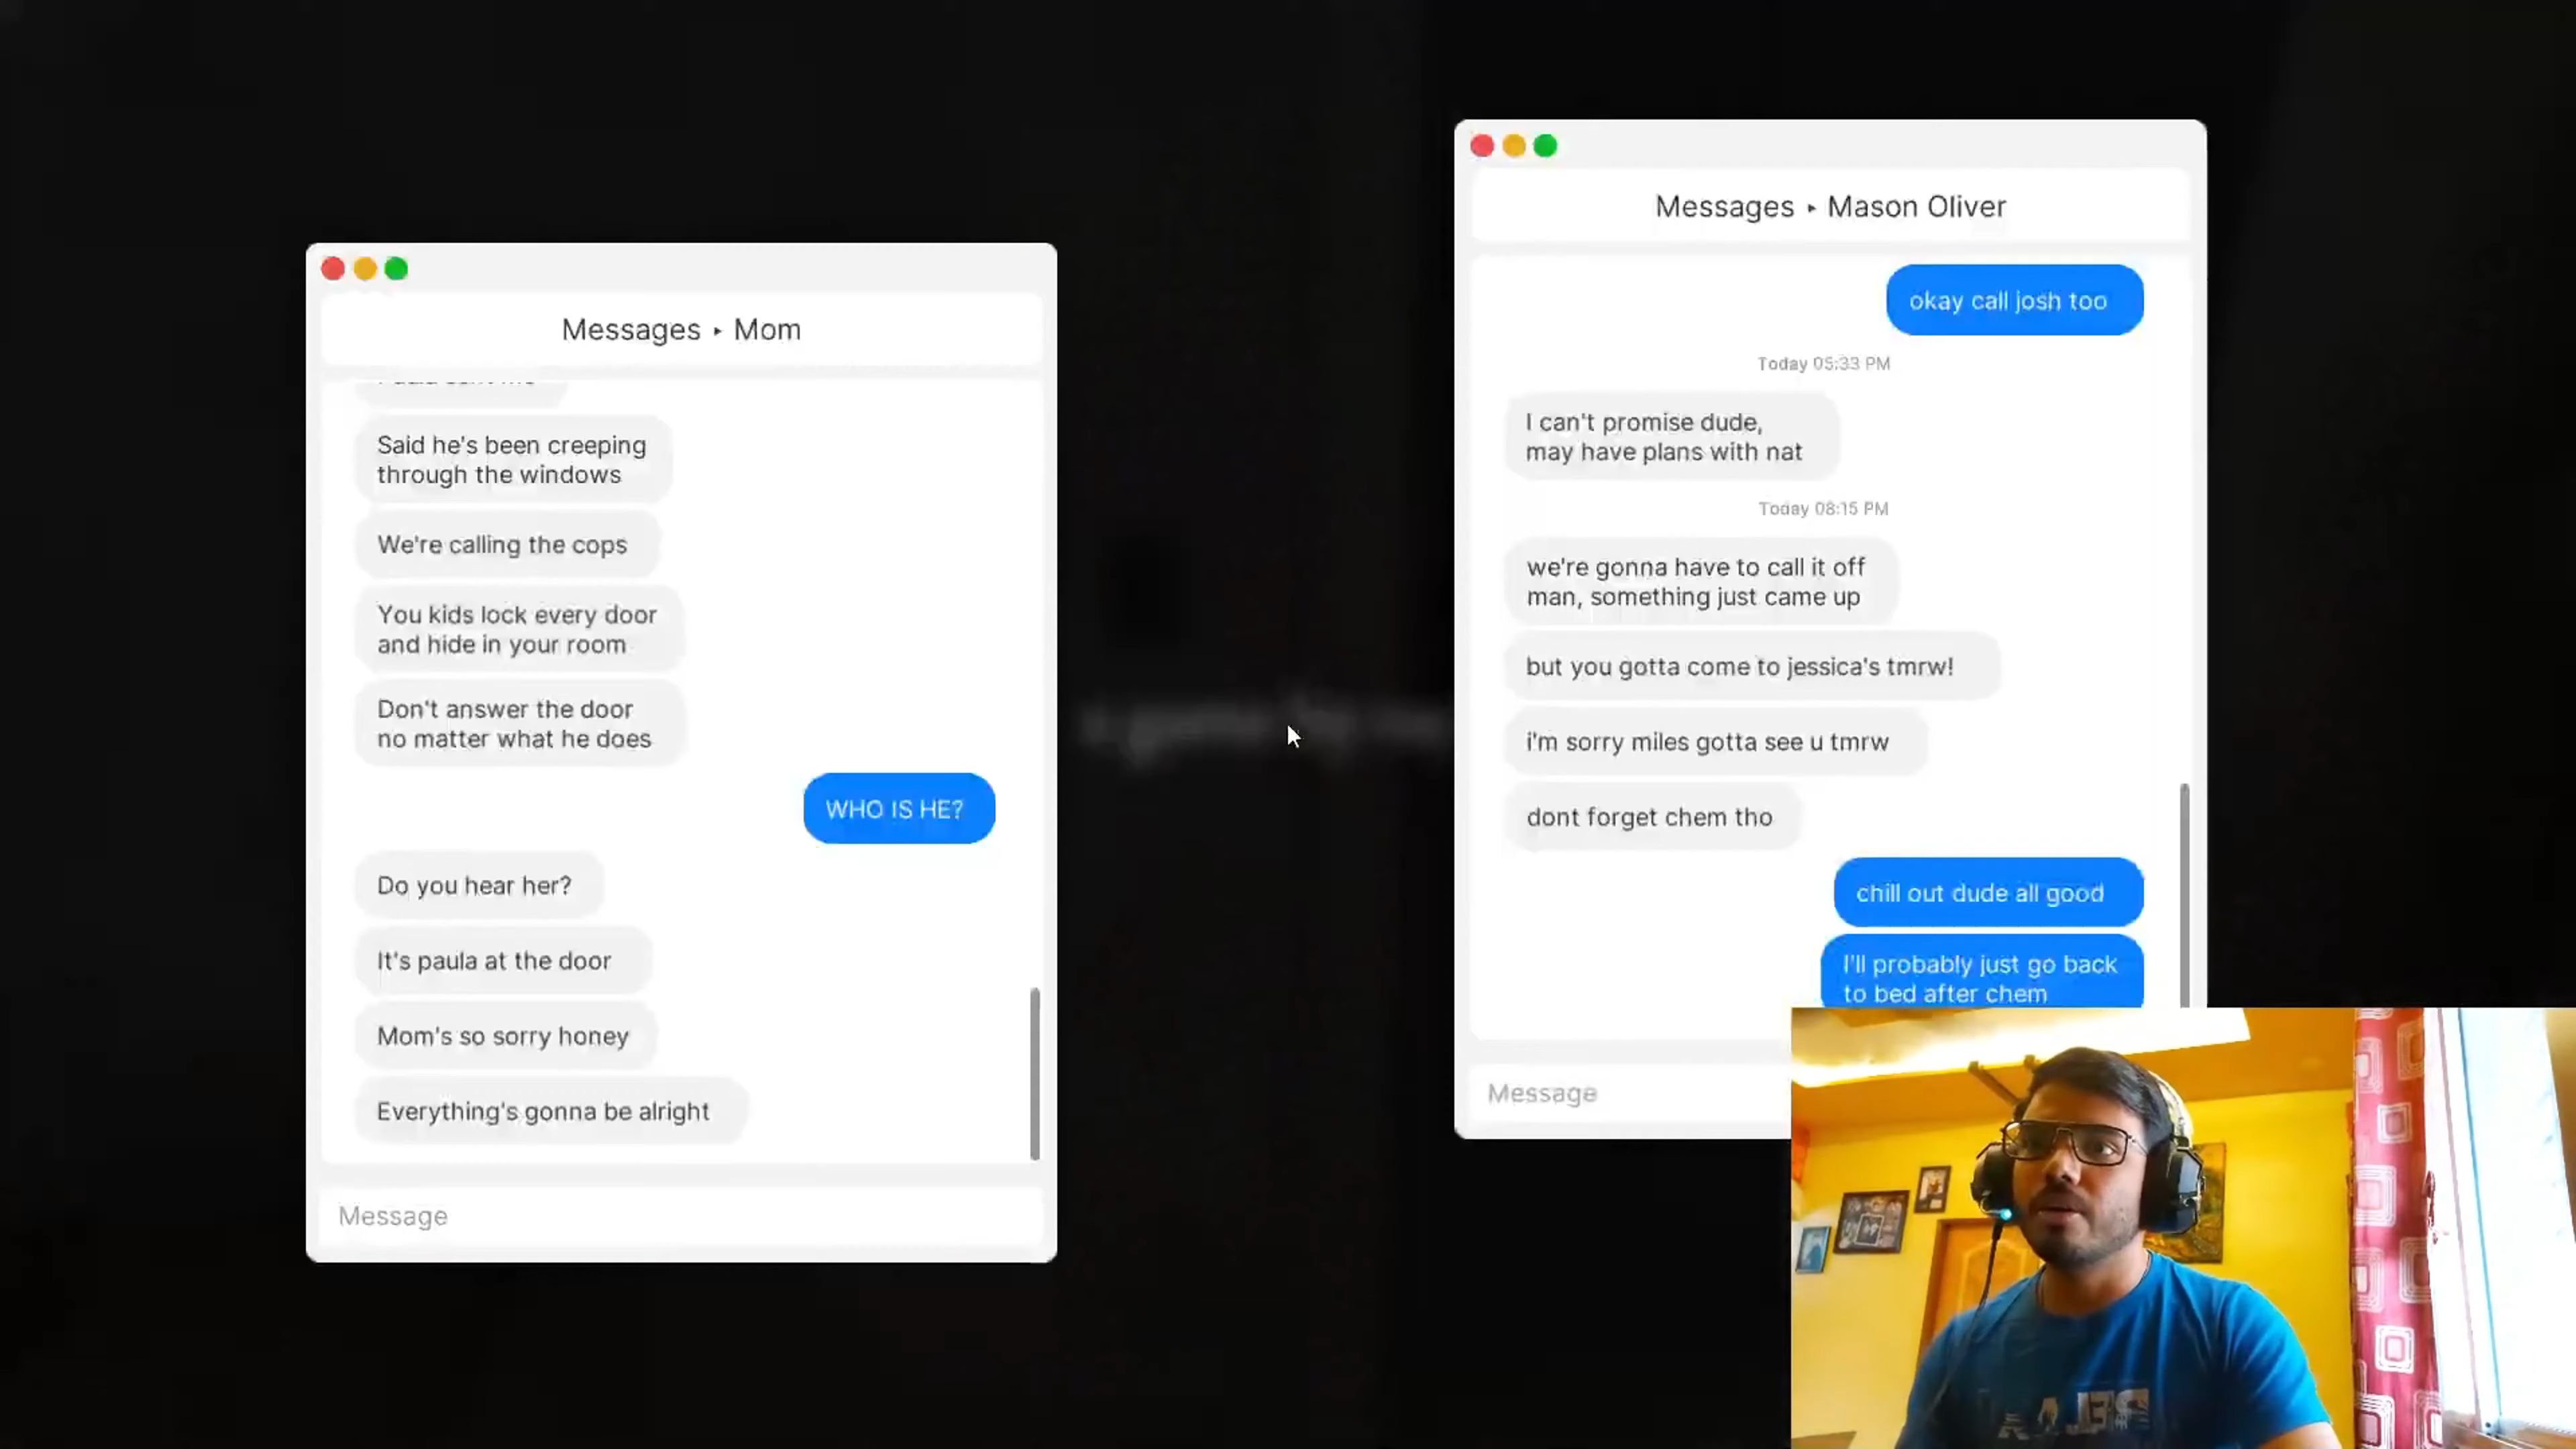 Messages ▸ Mom
Said he's been creeping
through the windows
We're calling the cops
You kids lock every door
and hide in your room
Don't answer the door
no matter what he does
WHO IS HE?
Do you hear her?
It's paula at the door
Mom's so sorry honey
Everything's gonna be alright
Message
Messages ▸ Mason Oliver
okay call josh too
Today 05:33 PM
I can't promise dude,
may have plans with nat
Today 08:15 PM
we're gonna have to call it off
man, something just came up
but you gotta come to jessica's tmrw!
i'm sorry miles gotta see u tmrw
dont forget chem tho
chill out dude all good
I'll probably just go back
to bed after chem
Message